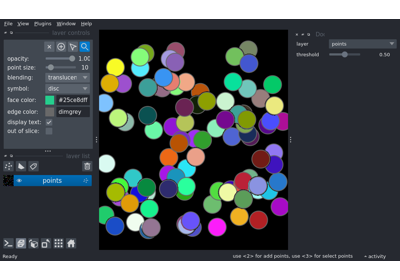 File View Plugins Window Help
layer controls
opacity: 1.00
point size: 10
blending: translucen
symbol: disc
face color: #25ce8dff
edge color: dimgrey
display text:
out of slice:
layer list
points
layer points
threshold 0.50
Ready use <2> for add points, use <3> for select points activity